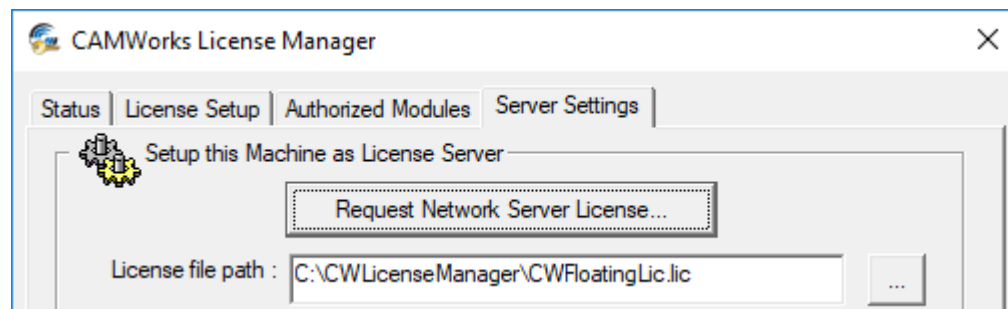 CAMWorks License Manager
Status License Setup Authorized Modules Server Settings
Setup this Machine as License Server
Request Network Server License...
License file path : C:\CWLicenseManager\CWFloatingLic.lic ...